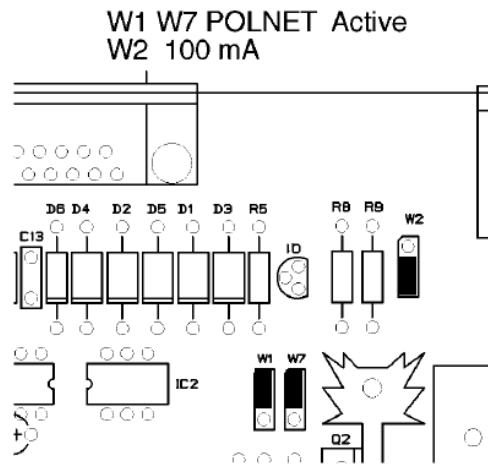 W1 W7 POLNET Active
W2 100 mA
D6 D4 D2 D5 D1 D3 R5 R8 R9 W2
C13 IO
W1 W7
IC2
+ Q2